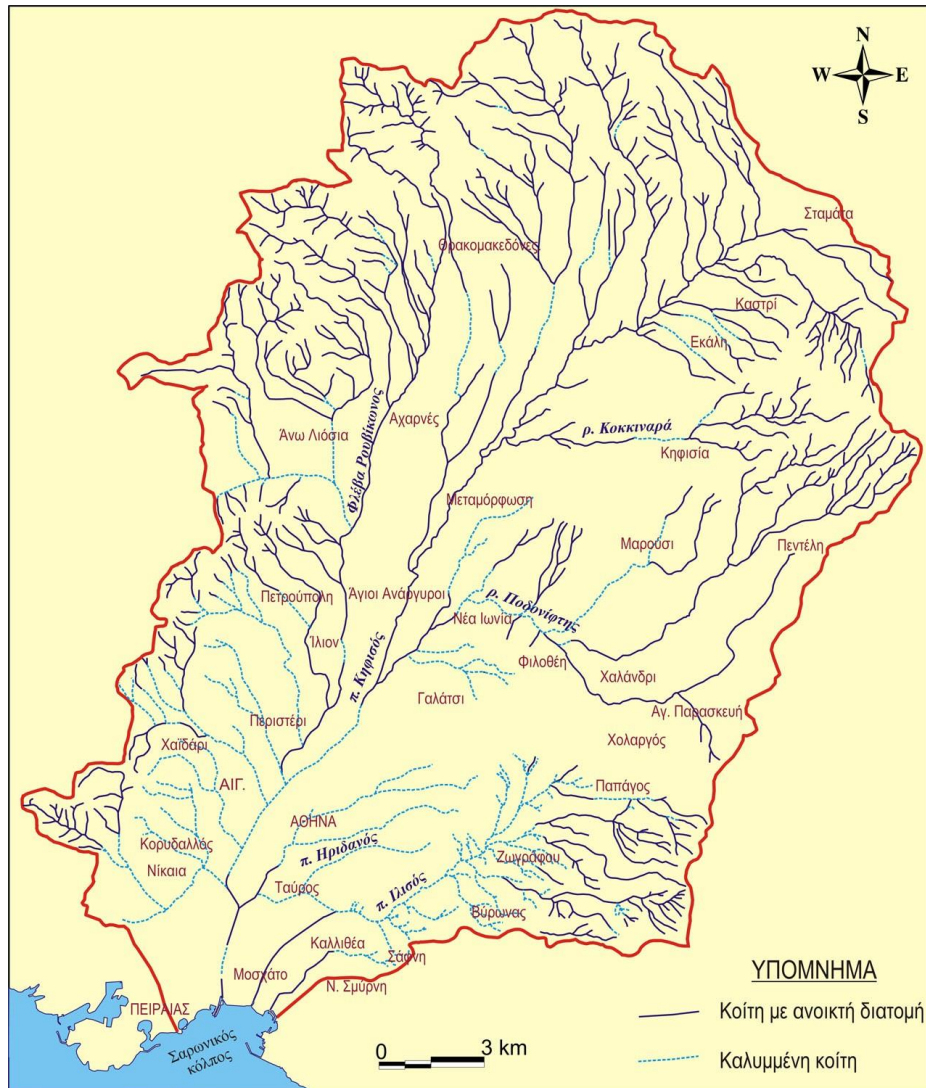 N
W E
S
Σταμάτα
Θρακομακεδόνες
Καστρί
Εκάλη
Φλέβα Ρουβίκωνος
Αχαρνές
Άνω Λιόσια
ρ. Κοκκιναρά
Κηφισία
Μεταμόρφωση
Μαρούσι
Πεντέλη
Πετρούπολη
Άγιοι Ανάργυροι
ρ. Ποδονίφτης
Νέα Ιωνία
Ίλιον
π. Κηφισός
Φιλοθέη
Χαλάνδρι
Γαλάτσι
Αγ. Παρασκευή
Περιστέρι
Χολαργός
Χαϊδάρι
ΑΙΓ.
Παπάγος
ΑΘΗΝΑ
Κορυδαλλός
π. Ηριδανός
Ζωγράφου
Νίκαια
Ταύρος
π. Ιλισός
Βύρωνας
Καλλιθέα
Σάφνη
Μοσχάτο
Ν. Σμύρνη
ΠΕΙΡΑΙΑΣ
Σαρωνικός
κόλπος
0 3 km
ΥΠΟΜΝΗΜΑ
Κοίτη με ανοικτή διατομή
Καλυμμένη κοίτη